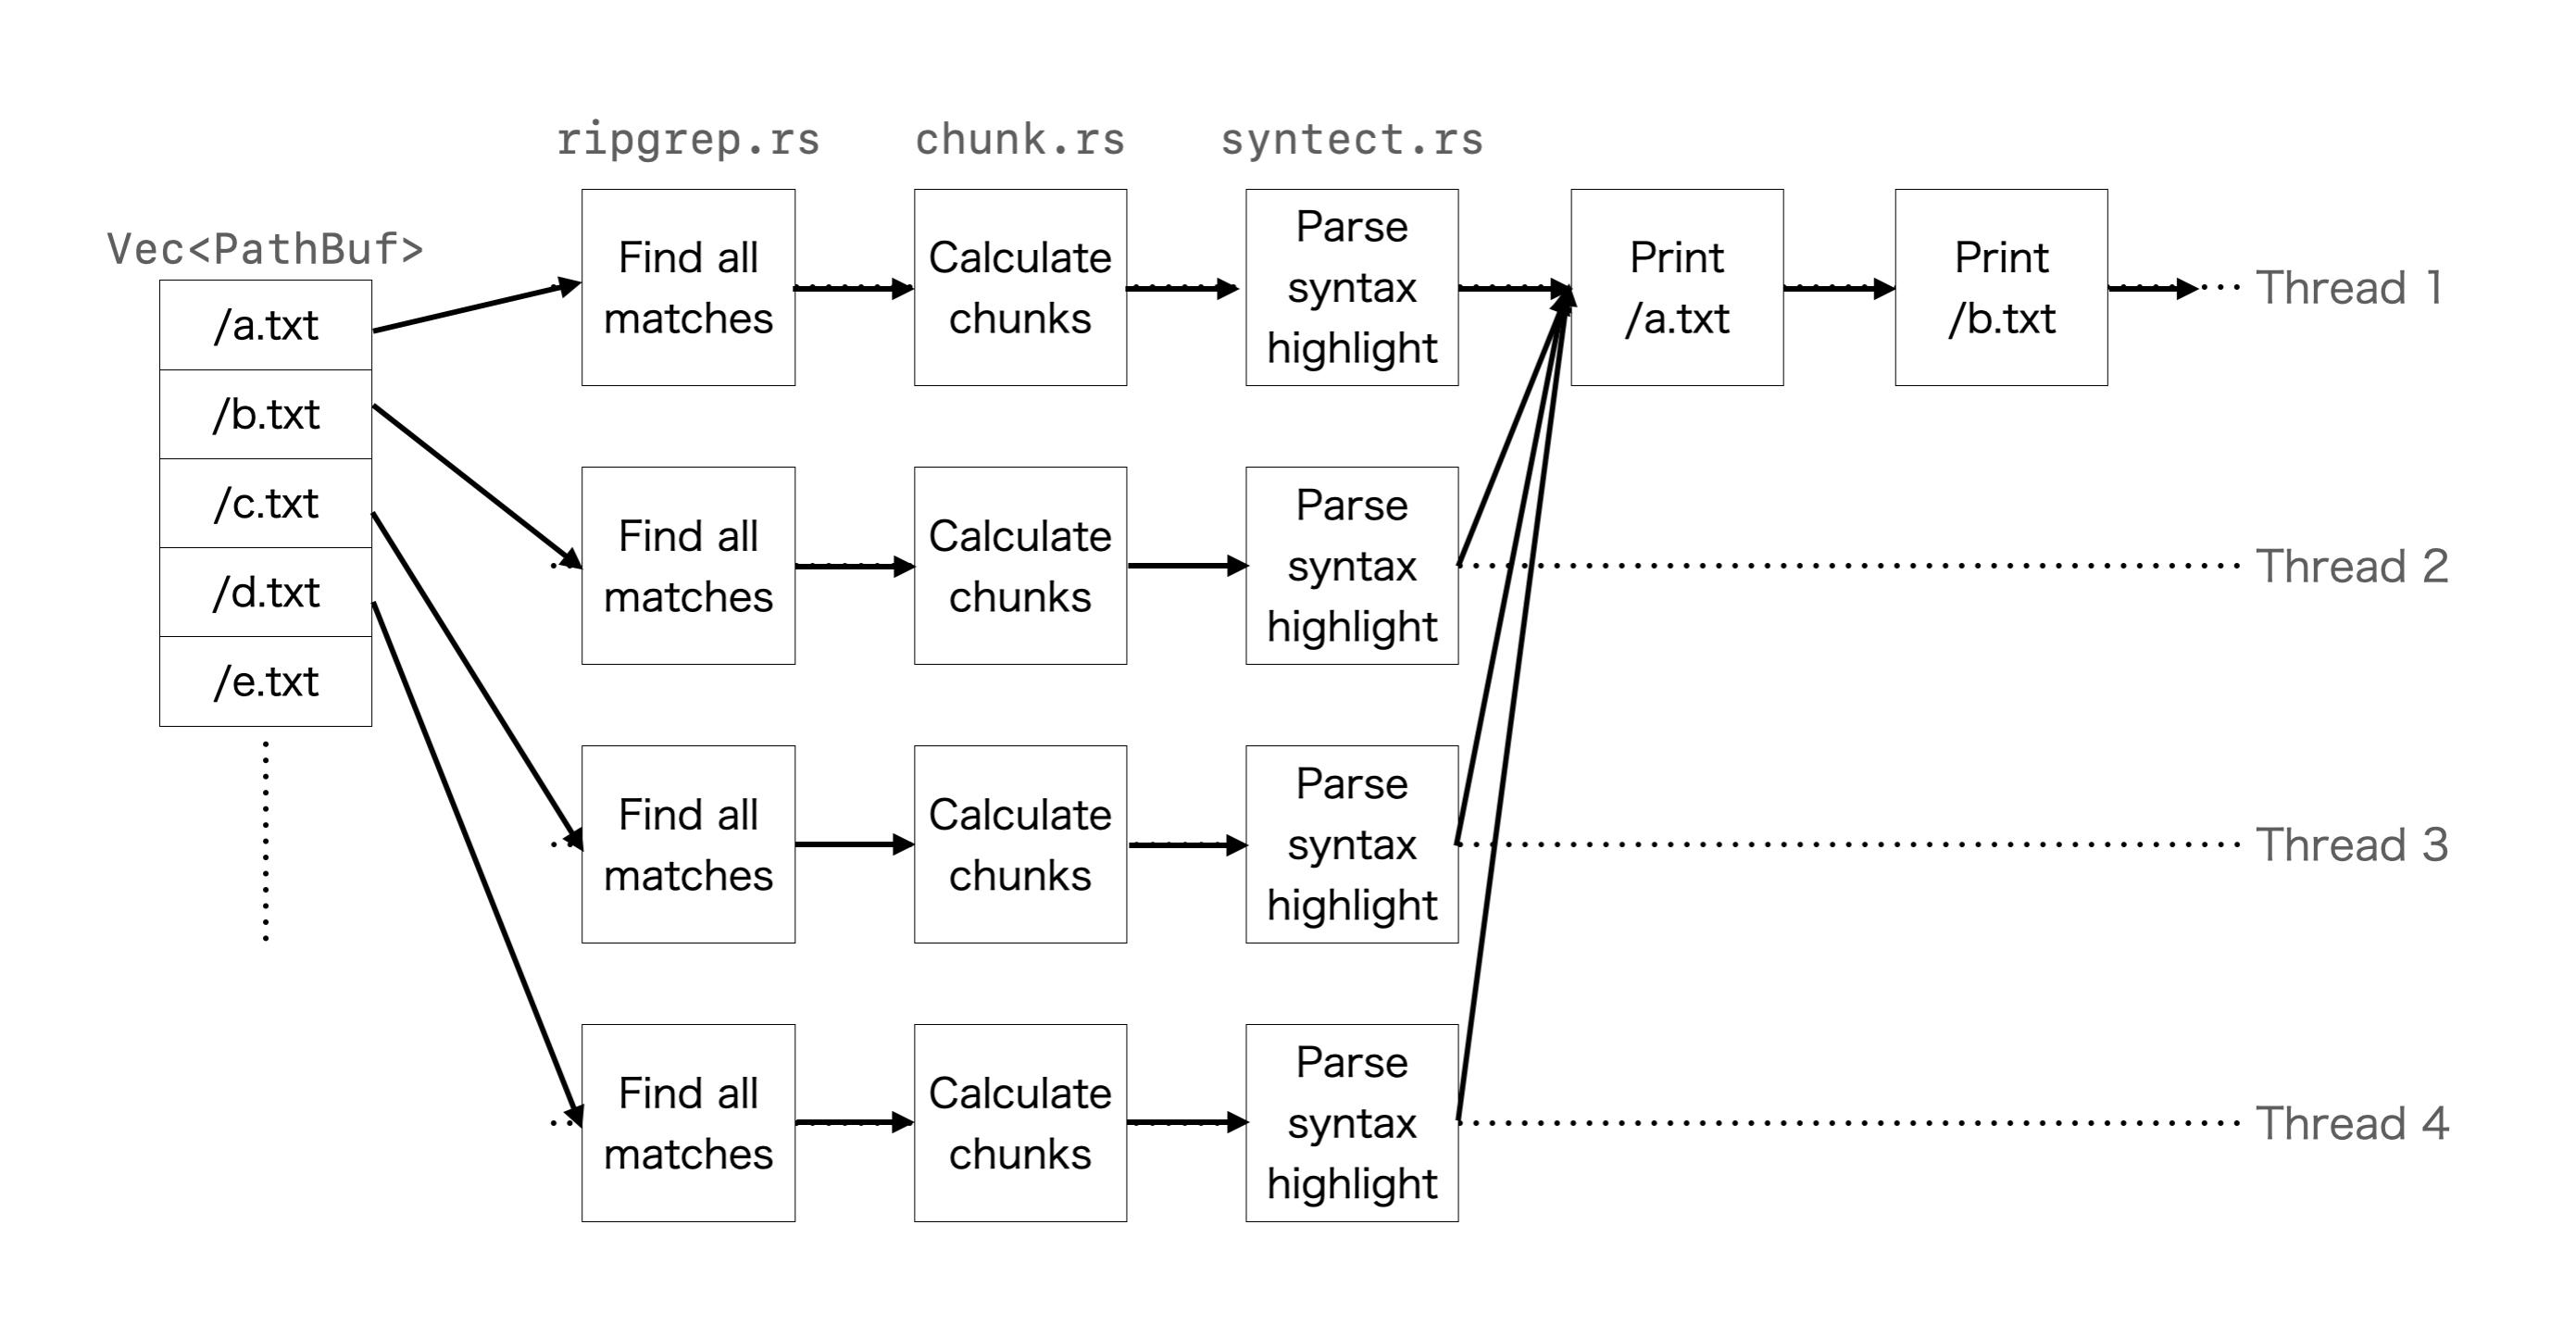 ripgrep.rs
chunk.rs
syntect.rs
Vec<PathBuf>
/a.txt
/b.txt
/c.txt
/d.txt
/e.txt
Find all
matches
Calculate
chunks
Parse
syntax
highlight
Print
/a.txt
Print
/b.txt
Thread 1
Find all
matches
Calculate
chunks
Parse
syntax
highlight
Thread 2
Find all
matches
Calculate
chunks
Parse
syntax
highlight
Thread 3
Find all
matches
Calculate
chunks
Parse
syntax
highlight
Thread 4